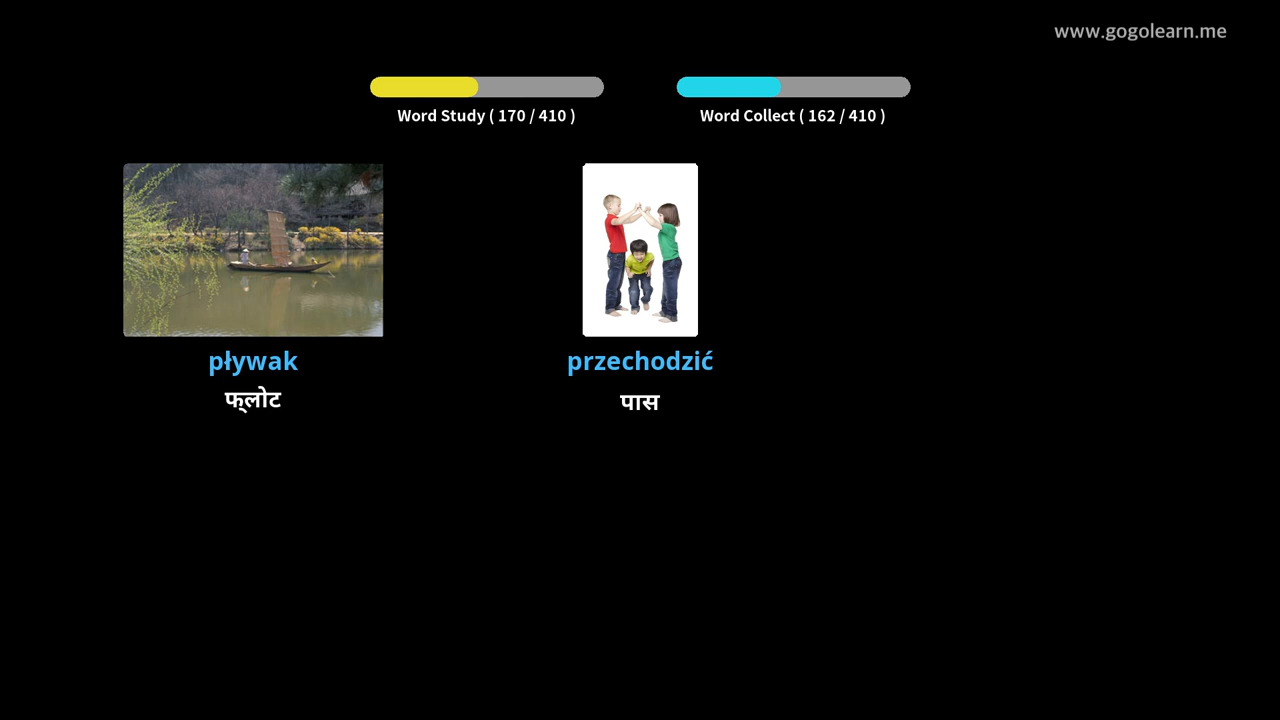 www.gogolearn.me
Word Study ( 170 / 410 )
Word Collect ( 162 / 410 )
pływak
przechodzić
फ्लोट
पास